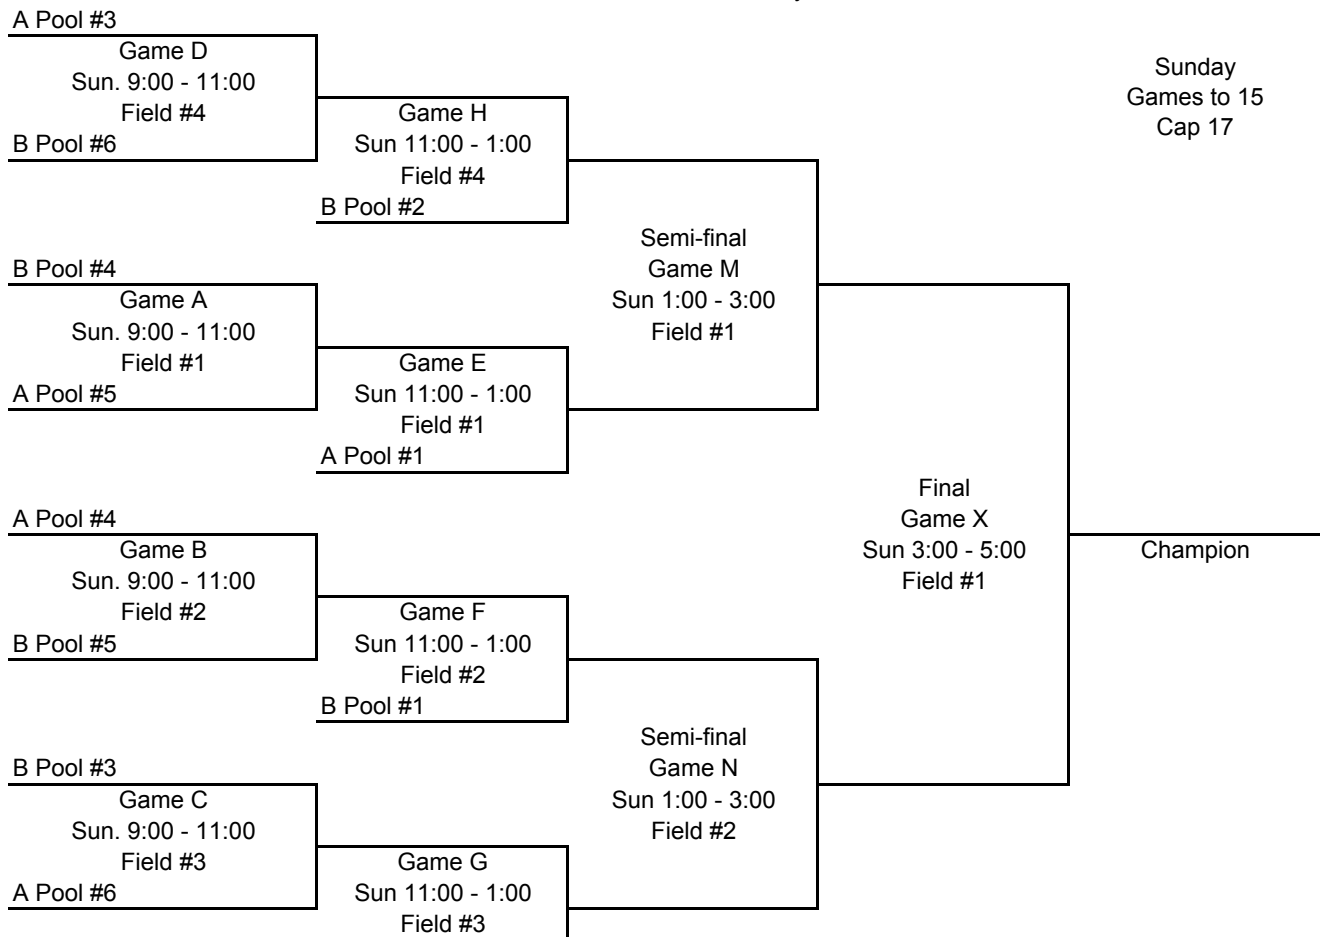 A Pool #3
Game D
Sun. 9:00 - 11:00
Field #4
B Pool #6
Game H
Sun 11:00 - 1:00
Field #4
B Pool #2
Sunday
Games to 15
Cap 17
B Pool #4
Game A
Sun. 9:00 - 11:00
Field #1
A Pool #5
Game E
Sun 11:00 - 1:00
Field #1
A Pool #1
Semi-final
Game M
Sun 1:00 - 3:00
Field #1
A Pool #4
Game B
Sun. 9:00 - 11:00
Field #2
B Pool #5
Game F
Sun 11:00 - 1:00
Field #2
B Pool #1
Final
Game X
Sun 3:00 - 5:00
Field #1
Champion
B Pool #3
Game C
Sun. 9:00 - 11:00
Field #3
A Pool #6
Game G
Sun 11:00 - 1:00
Field #3
Semi-final
Game N
Sun 1:00 - 3:00
Field #2